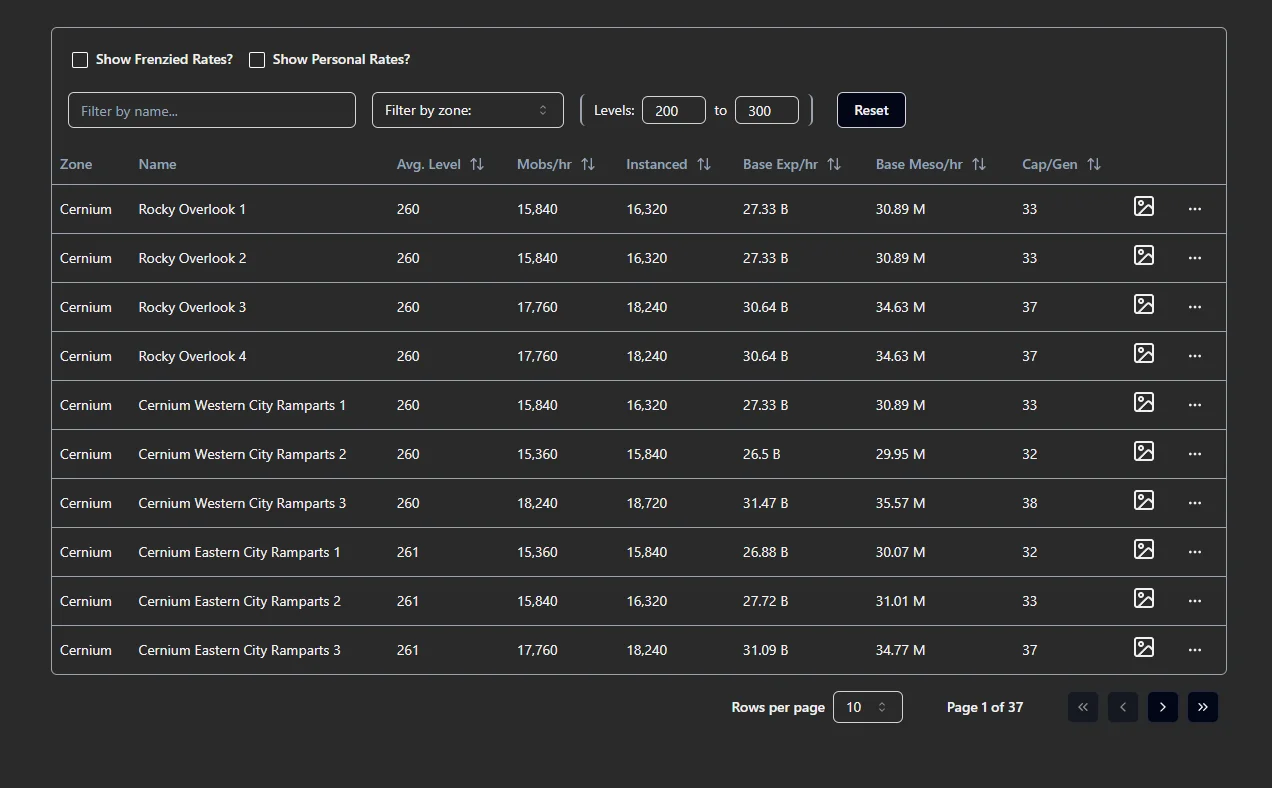 Show Frenzied Rates? Show Personal Rates?
Filter by name... Filter by zone: Levels: 200 to 300 Reset
Zone Name Avg. Level Mobs/hr Instanced Base Exp/hr Base Meso/hr Cap/Gen
Cernium Rocky Overlook 1 260 15,840 16,320 27.33 B 30.89 M 33 ...
Cernium Rocky Overlook 2 260 15,840 16,320 27.33 B 30.89 M 33 ...
Cernium Rocky Overlook 3 260 17,760 18,240 30.64 B 34.63 M 37 ...
Cernium Rocky Overlook 4 260 17,760 18,240 30.64 B 34.63 M 37 ...
Cernium Cernium Western City Ramparts 1 260 15,840 16,320 27.33 B 30.89 M 33 ...
Cernium Cernium Western City Ramparts 2 260 15,360 15,840 26.5 B 29.95 M 32 ...
Cernium Cernium Western City Ramparts 3 260 18,240 18,720 31.47 B 35.57 M 38 ...
Cernium Cernium Eastern City Ramparts 1 261 15,360 15,840 26.88 B 30.07 M 32 ...
Cernium Cernium Eastern City Ramparts 2 261 15,840 16,320 27.72 B 31.01 M 33 ...
Cernium Cernium Eastern City Ramparts 3 261 17,760 18,240 31.09 B 34.77 M 37 ...
Rows per page 10 Page 1 of 37 « ‹ › »